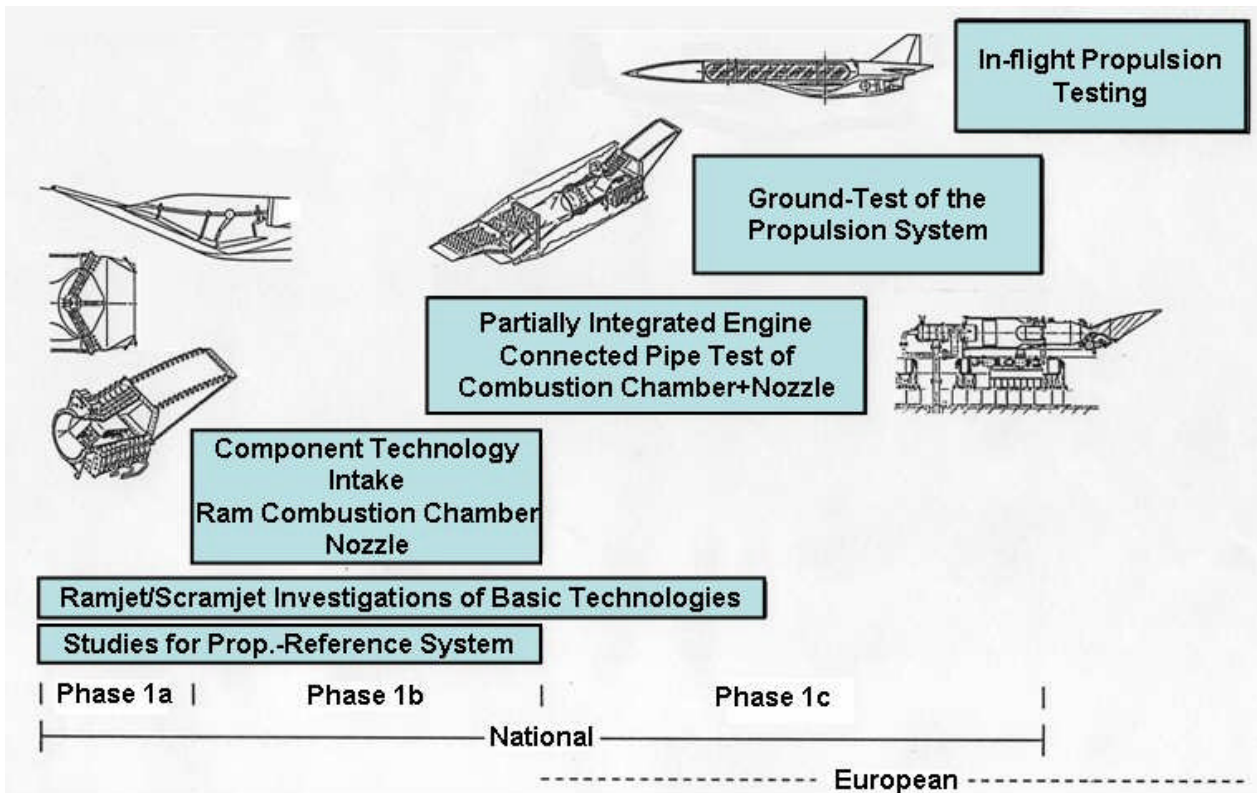 In-flight Propulsion
Testing
Ground-Test of the
Propulsion System
Partially Integrated Engine
Connected Pipe Test of
Combustion Chamber+Nozzle
Component Technology
Intake
Ram Combustion Chamber
Nozzle
Ramjet/Scramjet Investigations of Basic Technologies
Studies for Prop.-Reference System
Phase 1a
Phase 1b
Phase 1c
National
European